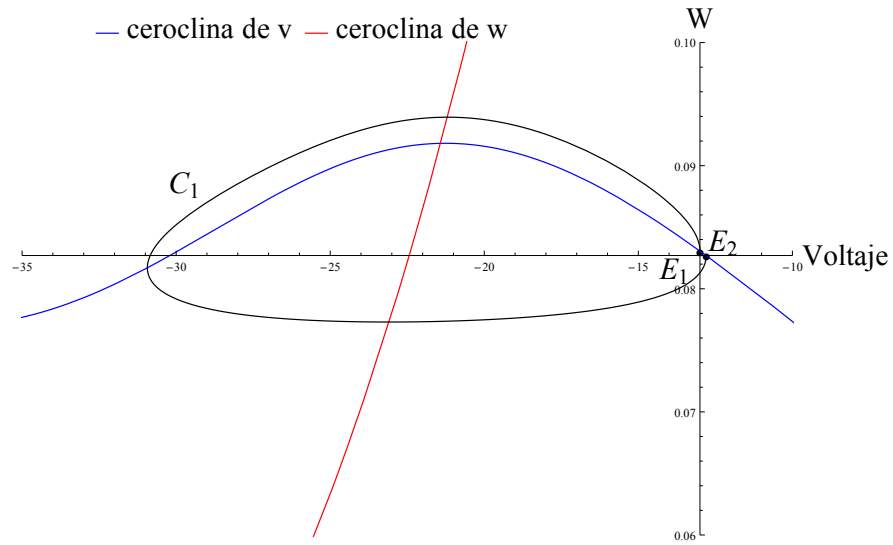 W
ceroclina de v ceroclina de w
0.10
0.09
C1
E2
Voltaje
E1
-35 -30 -25 -20 -15 -10
0.08
0.07
0.06